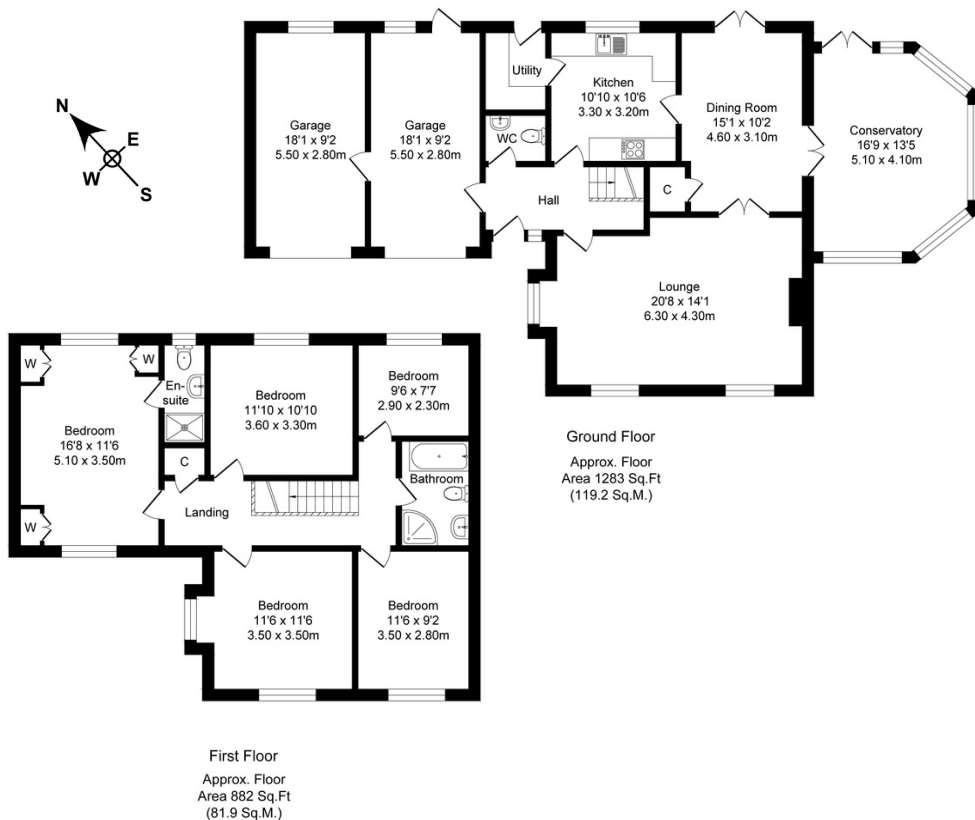 N
E
W
S
Garage
18'1 x 9'2
5.50 x 2.80m
Garage
18'1 x 9'2
5.50 x 2.80m
Utility
WC
Kitchen
10'10 x 10'6
3.30 x 3.20m
Dining Room
15'1 x 10'2
4.60 x 3.10m
Conservatory
16'9 x 13'5
5.10 x 4.10m
Hall
C
Lounge
20'8 x 14'1
6.30 x 4.30m
Ground Floor
Approx. Floor
Area 1283 Sq.Ft
(119.2 Sq.M.)
W
W
En-
suite
Bedroom
16'8 x 11'6
5.10 x 3.50m
W
C
Bedroom
11'10 x 10'10
3.60 x 3.30m
Bedroom
9'6 x 7'7
2.90 x 2.30m
Bathroom
Landing
Bedroom
11'6 x 11'6
3.50 x 3.50m
Bedroom
11'6 x 9'2
3.50 x 2.80m
First Floor
Approx. Floor
Area 882 Sq.Ft
(81.9 Sq.M.)